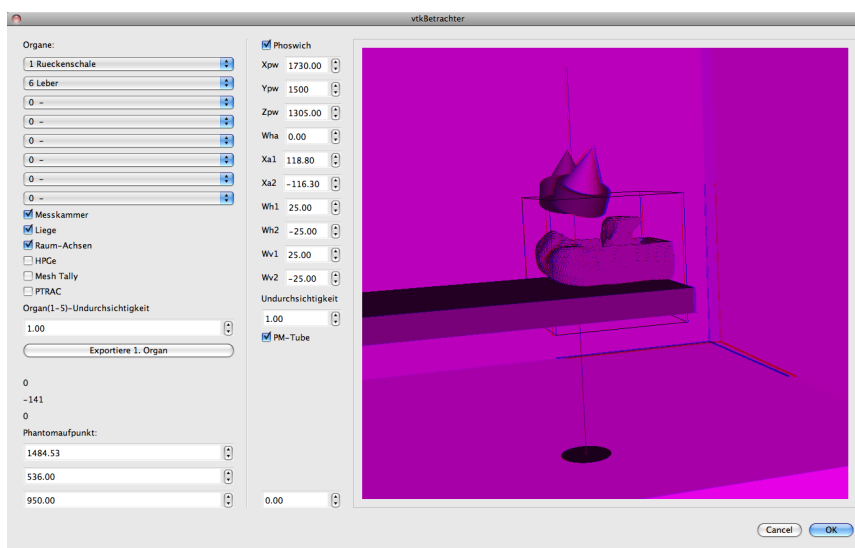 vtkBetrachter
Organe:
1 Rueckenschale
6 Leber
0 -
0 -
0 -
0 -
0 -
0 -
Messkammer
Liege
Raum-Achsen
HPGe
Mesh Tally
PTRAC
Organ(1-5)-Undurchsichtigkeit
1.00
Exportiere 1. Organ
0
-141
0
Phantomaufpunkt:
1484.53
536.00
950.00
Phoswich
Xpw 1730.00
Ypw 1500
Zpw 1305.00
Wha 0.00
Xa1 118.80
Xa2 -116.30
Wh1 25.00
Wh2 -25.00
Wv1 25.00
Wv2 -25.00
Undurchsichtigkeit
1.00
PM-Tube
0.00
Cancel
OK